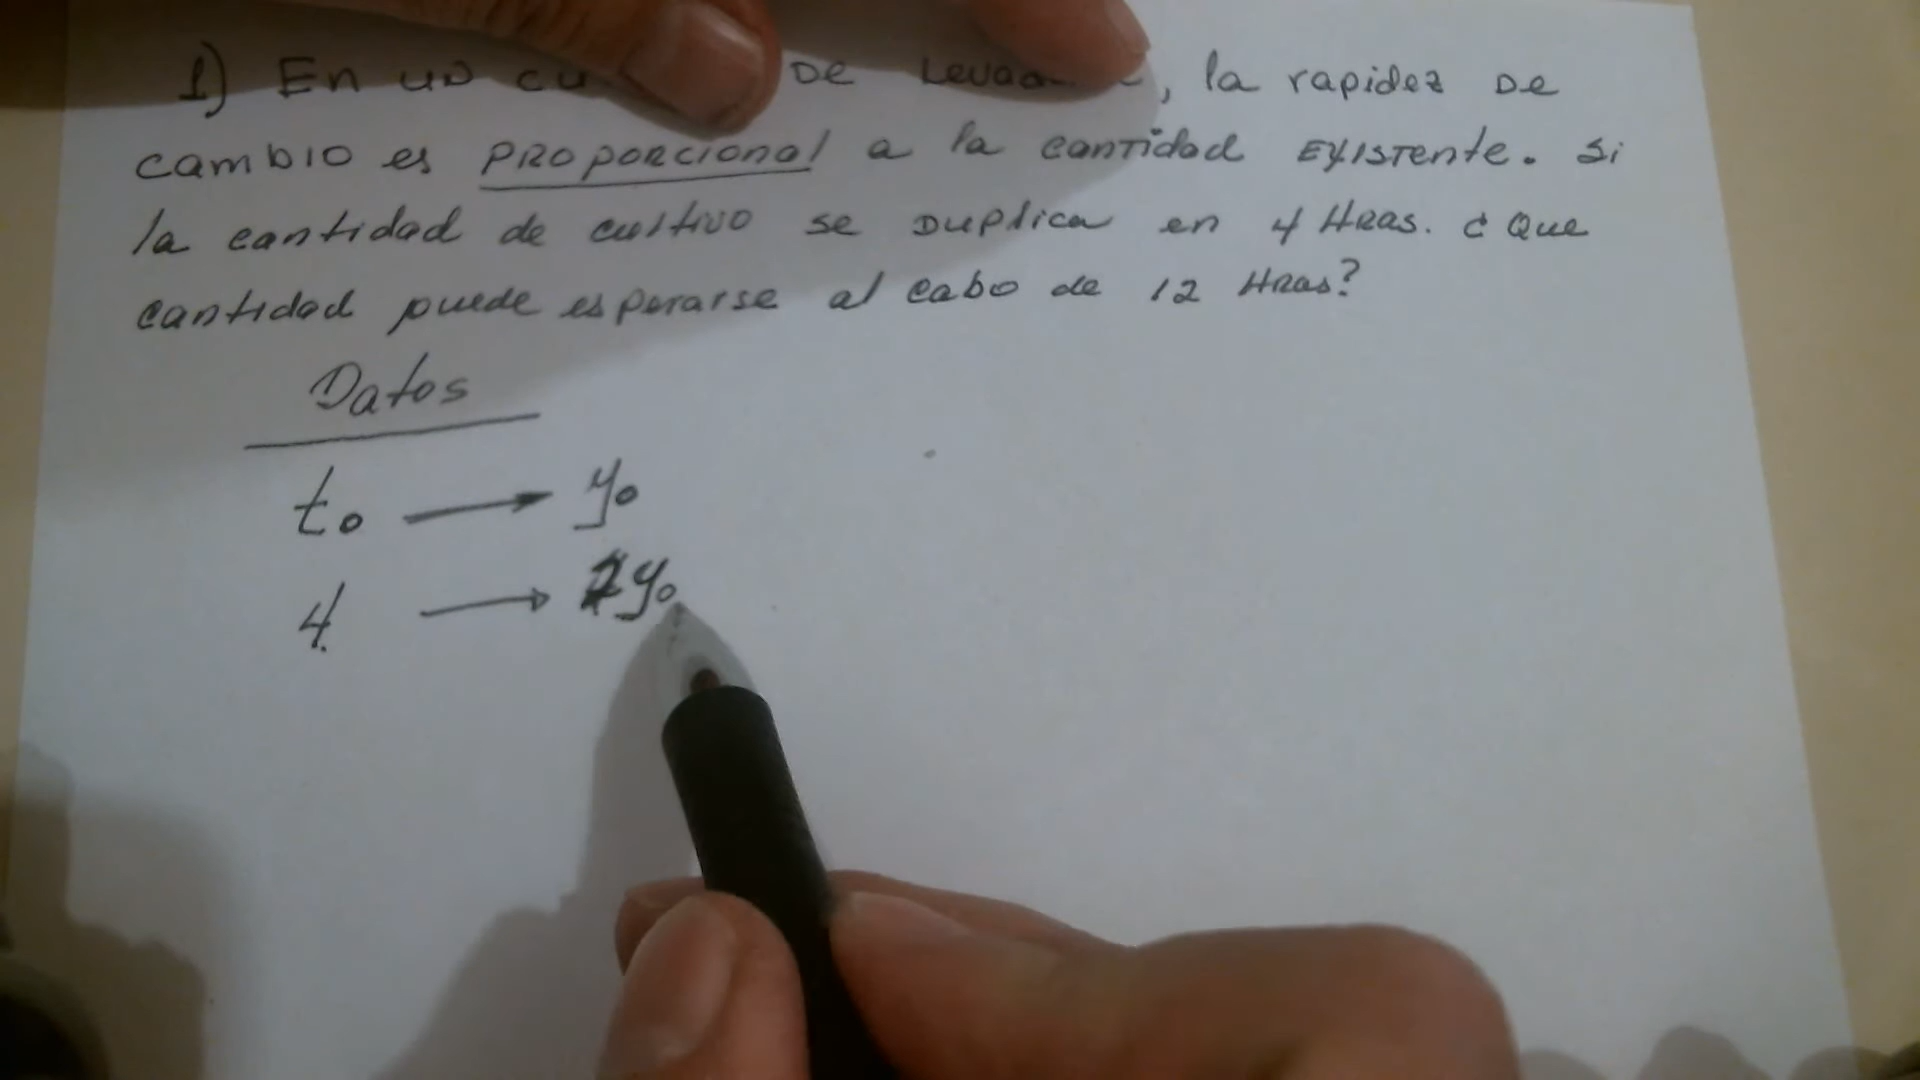 1) En un DE , la rapidez DE
cambio es PROPORCIONAL a la cantidad EXISTENTE. Si
la cantidad de cultivo se Duplica en 4 HRAS. ¿ Que
cantidad puede esperarse al cabo de 12 HRAS?
Datos
t₀ → y₀
4 → 2y₀